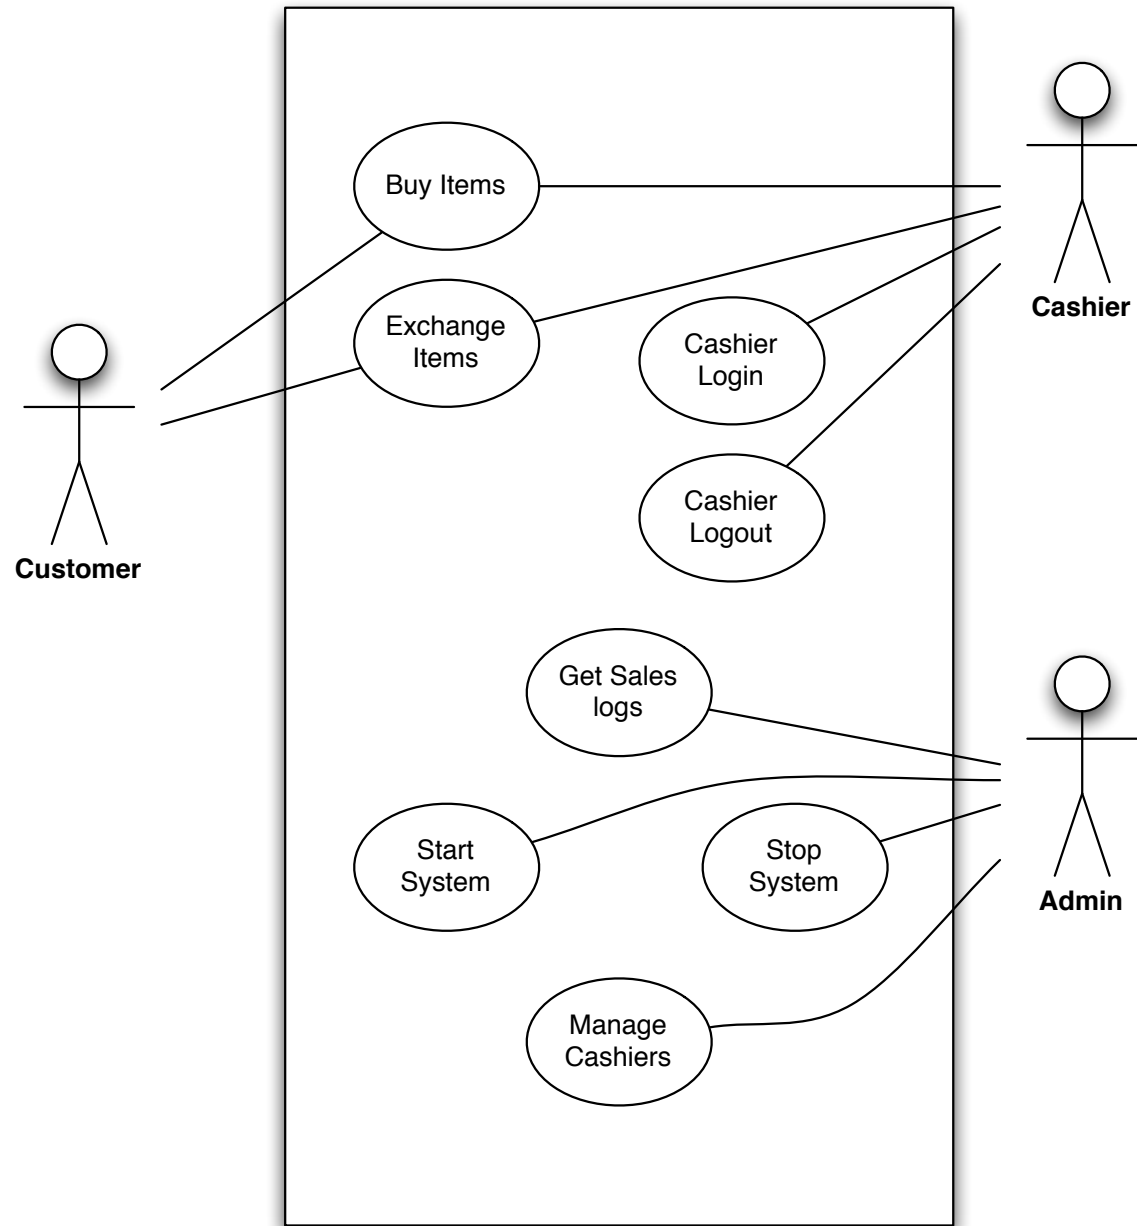 Buy Items
Exchange
Items
Cashier
Login
Cashier
Cashier
Logout
Customer
Get Sales
logs
Start
System
Stop
System
Admin
Manage
Cashiers